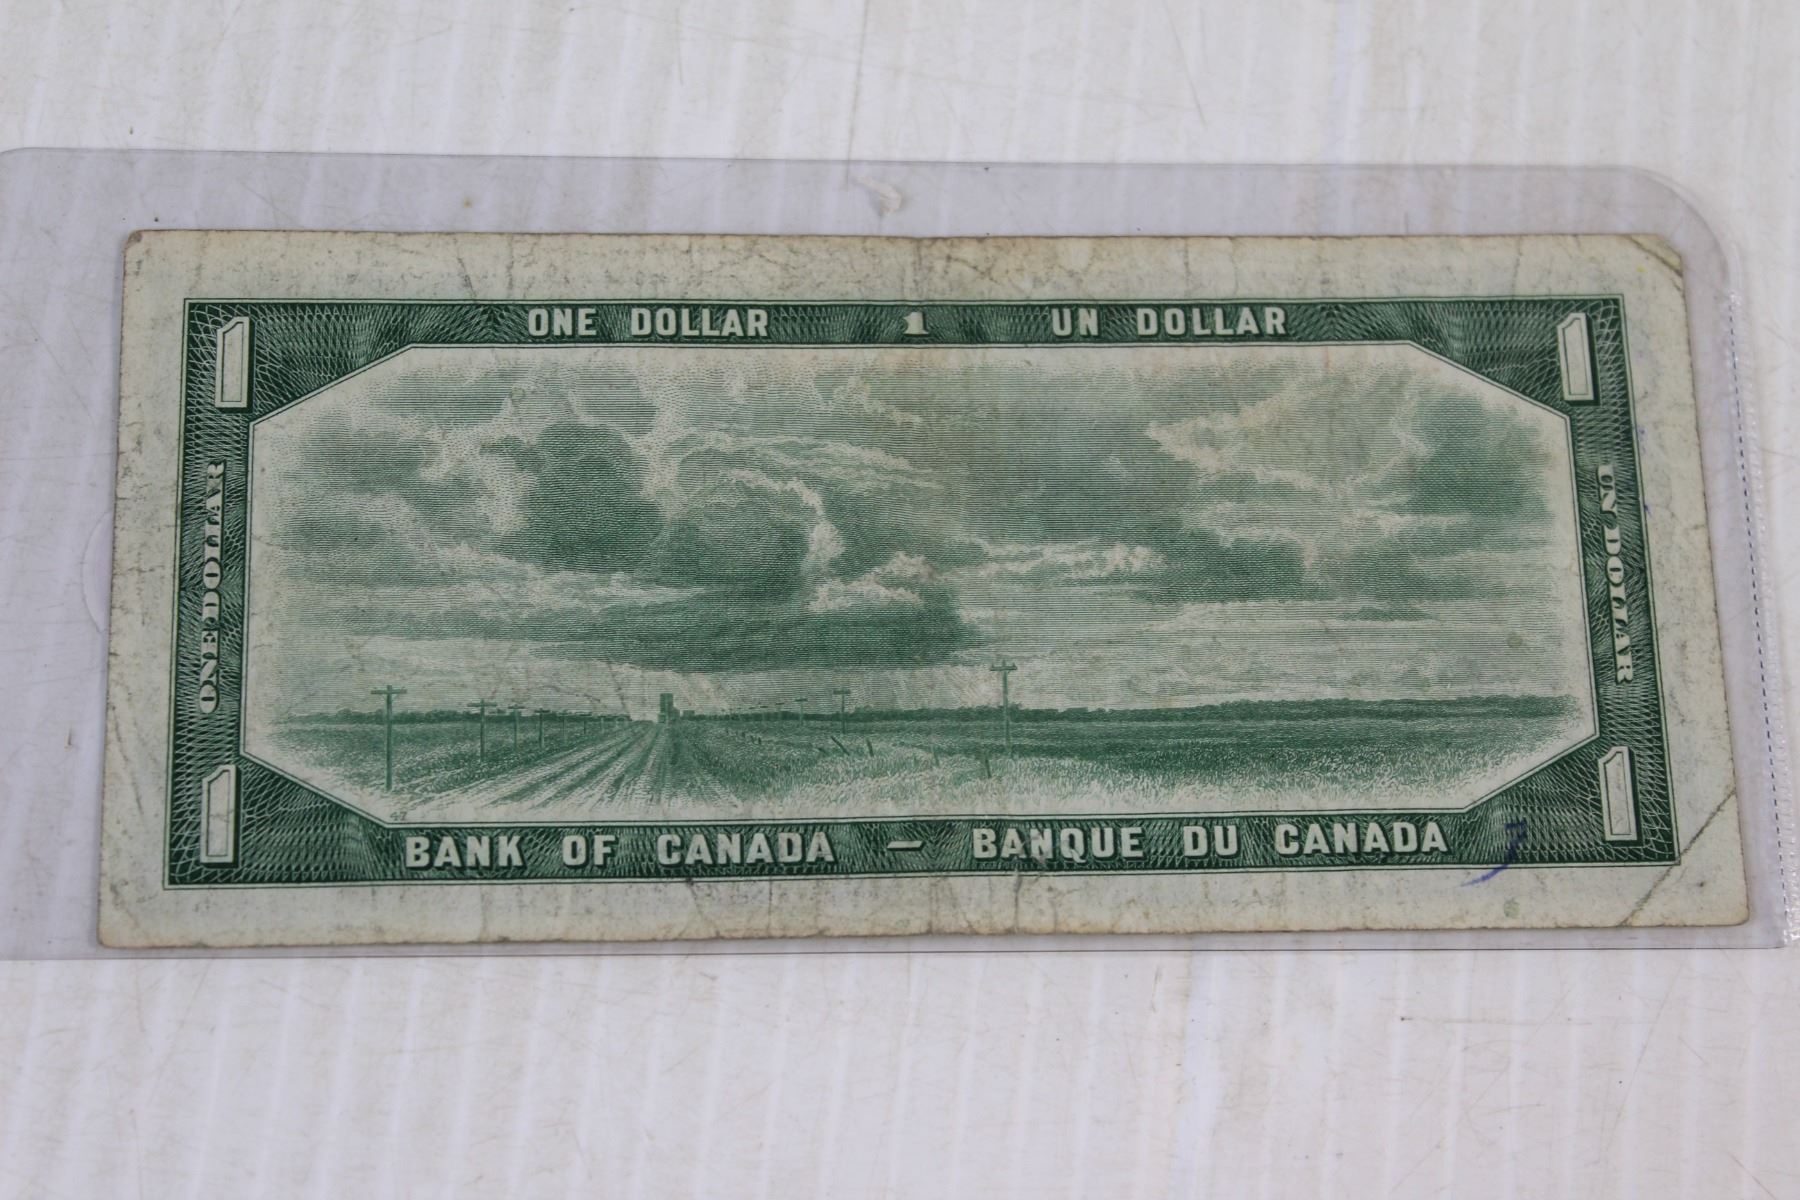 ONE DOLLAR 1 UN DOLLAR
1 1
ONE DOLLAR
UN DOLLAR
1 1
47
BANK OF CANADA — BANQUE DU CANADA